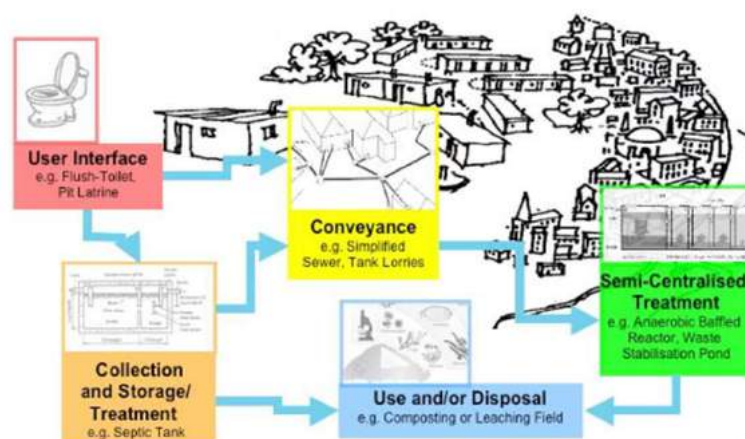 User Interface
e.g. Flush-Toilet,
Pit Latrine
Conveyance
e.g. Simplified
Sewer, Tank Lorries
Semi-Centralised
Treatment
e.g. Anaerobic Baffled
Reactor, Waste
Stabilisation Pond
Collection
and Storage/
Treatment
e.g. Septic Tank
Use and/or Disposal
e.g. Composting or Leaching Field